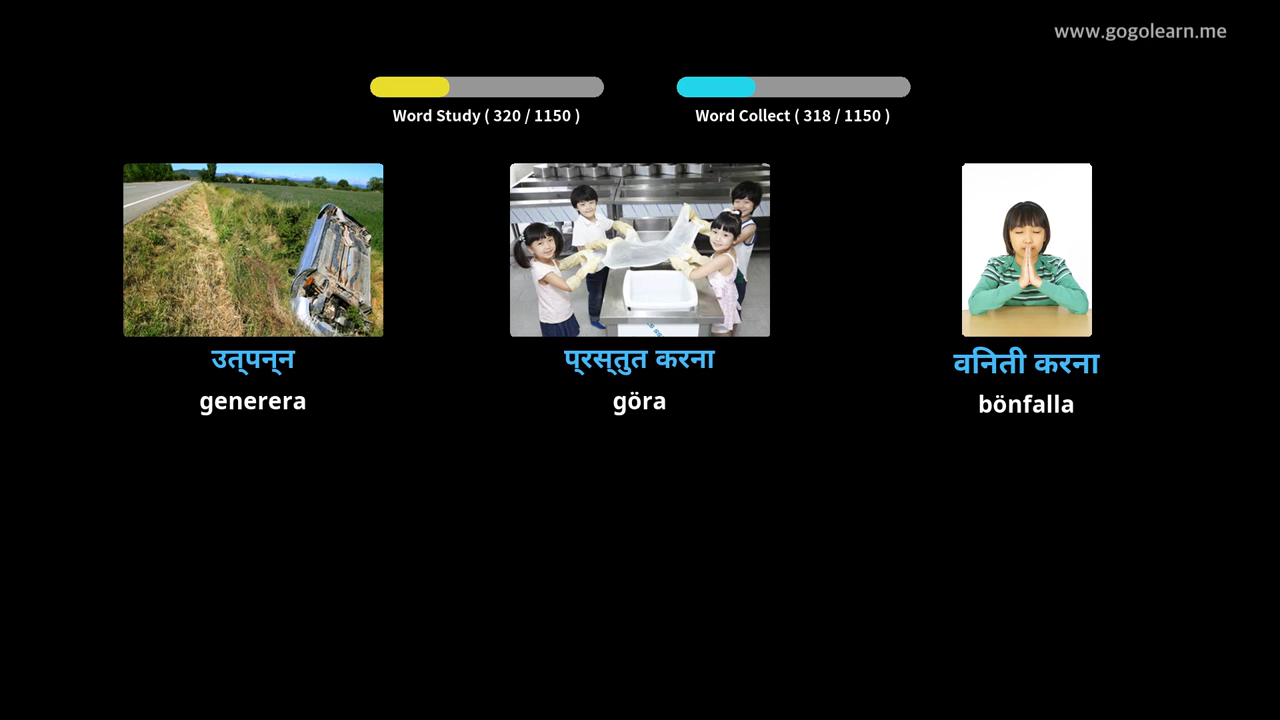 www.gogolearn.me
Word Study ( 320 / 1150 )
Word Collect ( 318 / 1150 )
उत्पन्न
generera
प्रस्तुत करना
göra
वनिती करना
bönfalla